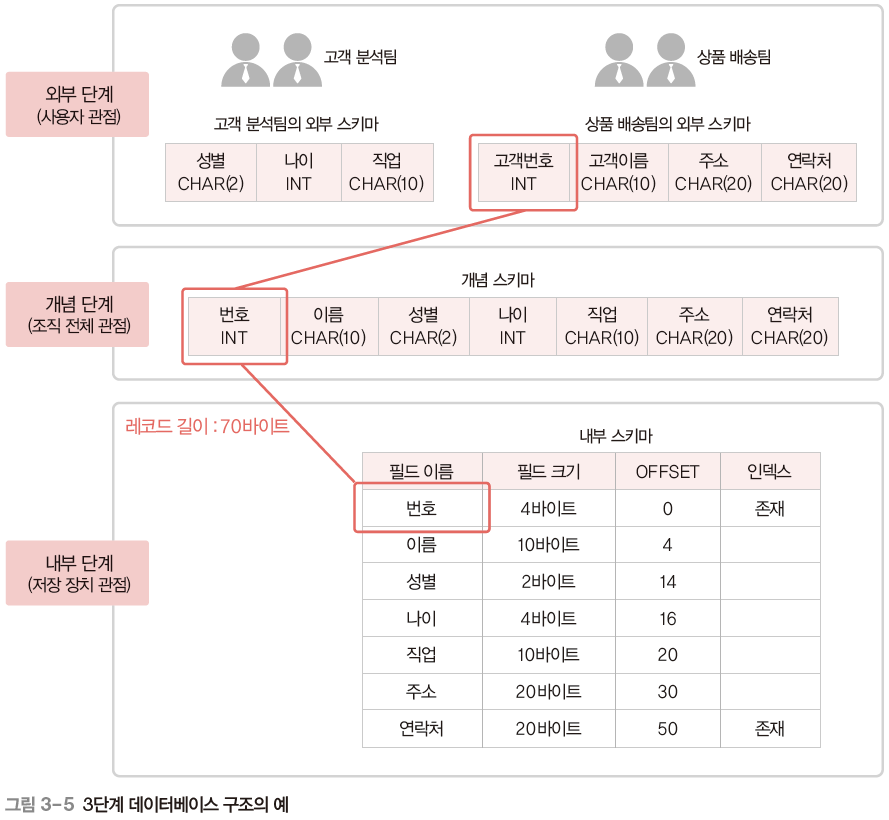 고객 분석팀
상품 배송팀
외부 단계
(사용자 관점)
고객 분석팀의 외부 스키마
상품 배송팀의 외부 스키마
성별 나이 직업
CHAR(2) INT CHAR(10)
고객번호 고객이름 주소 연락처
INT CHAR(10) CHAR(20) CHAR(20)
개념 단계
(조직 전체 관점)
개념 스키마
번호 이름 성별 나이 직업 주소 연락처
INT CHAR(10) CHAR(2) INT CHAR(10) CHAR(20) CHAR(20)
레코드 길이 : 70바이트
내부 단계
(저장 장치 관점)
내부 스키마
필드 이름 필드 크기 OFFSET 인덱스
번호 4바이트 0 존재
이름 10바이트 4
성별 2바이트 14
나이 4바이트 16
직업 10바이트 20
주소 20바이트 30
연락처 20바이트 50 존재
그림 3-5 3단계 데이터베이스 구조의 예